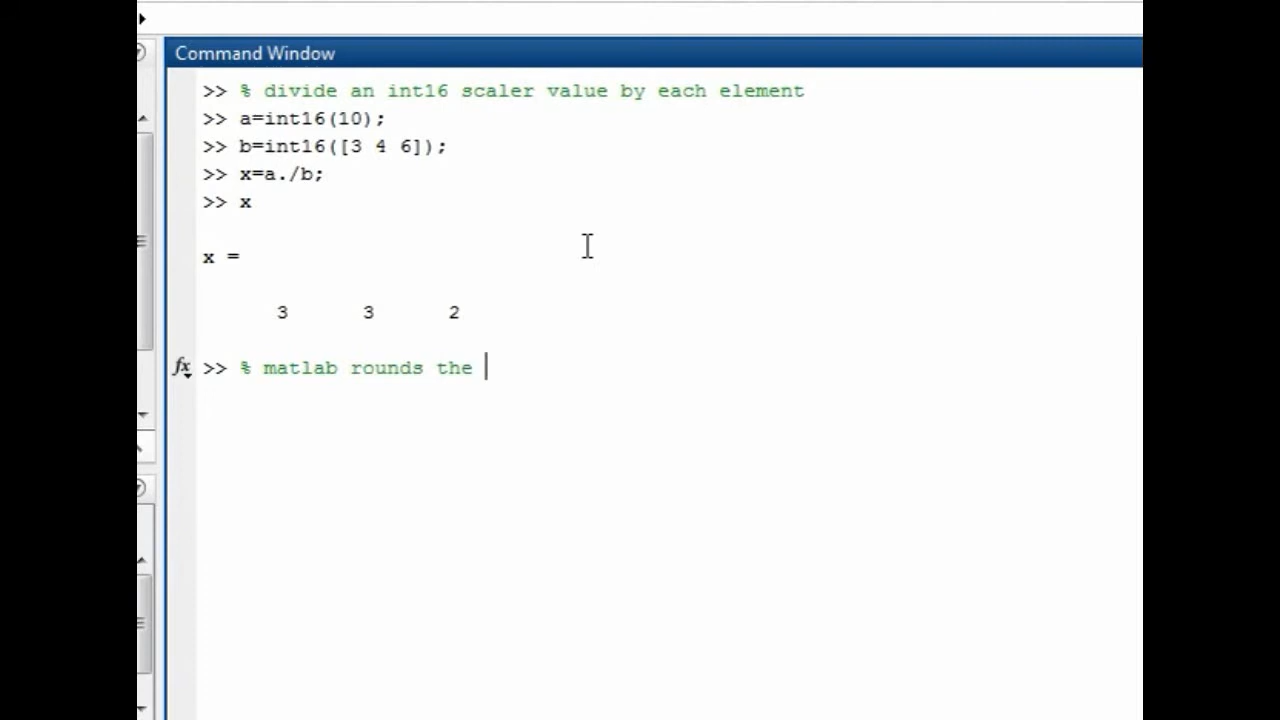 Command Window
>> % divide an int16 scaler value by each element
>> a=int16(10);
>> b=int16([3 4 6]);
>> x=a./b;
>> x
x =
3 3 2
fx >> % matlab rounds the